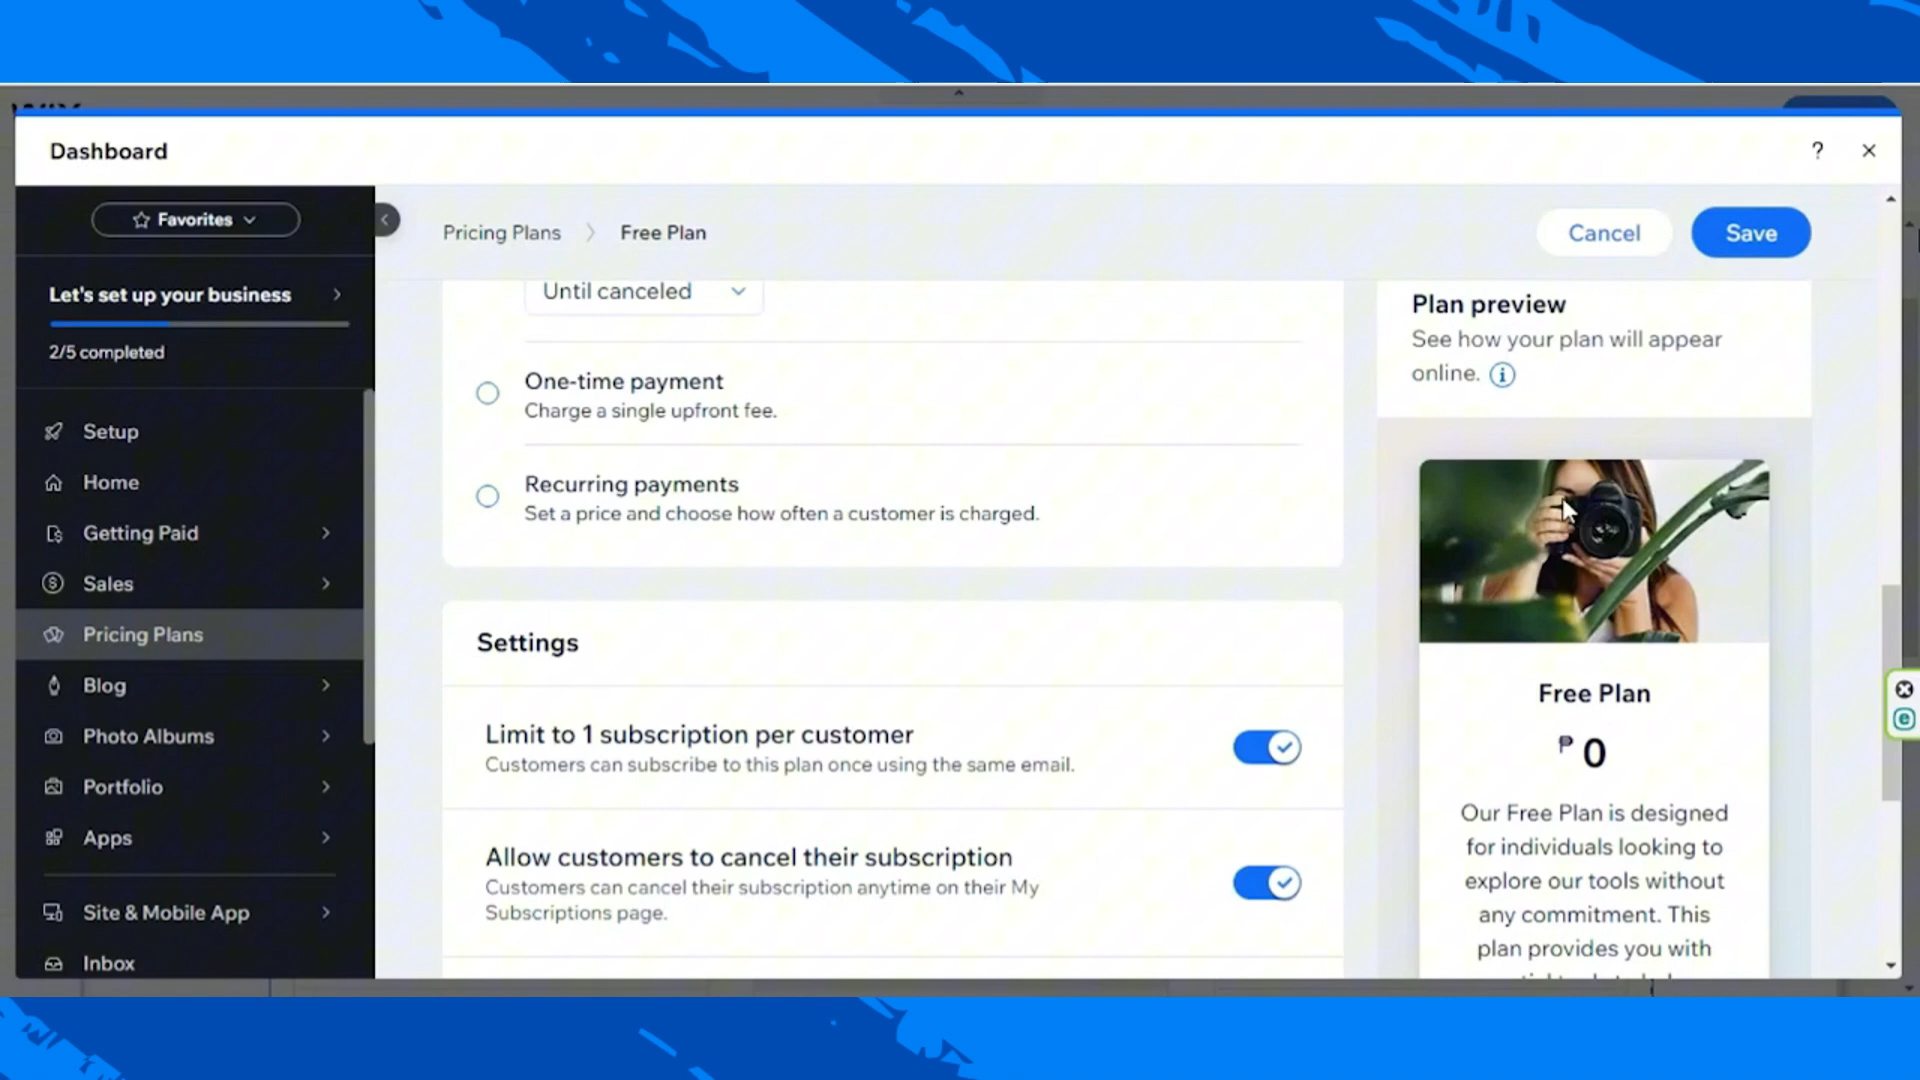 Dashboard
?
Favorites
Let's set up your business
2/5 completed
Setup
Home
Getting Paid
Sales
Pricing Plans
Blog
Photo Albums
Portfolio
Apps
Site & Mobile App
Inbox
Pricing Plans > Free Plan
Cancel
Save
Until canceled
One-time payment
Charge a single upfront fee.
Recurring payments
Set a price and choose how often a customer is charged.
Settings
Limit to 1 subscription per customer
Customers can subscribe to this plan once using the same email.
Allow customers to cancel their subscription
Customers can cancel their subscription anytime on their My
Subscriptions page.
Plan preview
See how your plan will appear
online.
Free Plan
₱ 0
Our Free Plan is designed
for individuals looking to
explore our tools without
any commitment. This
plan provides you with